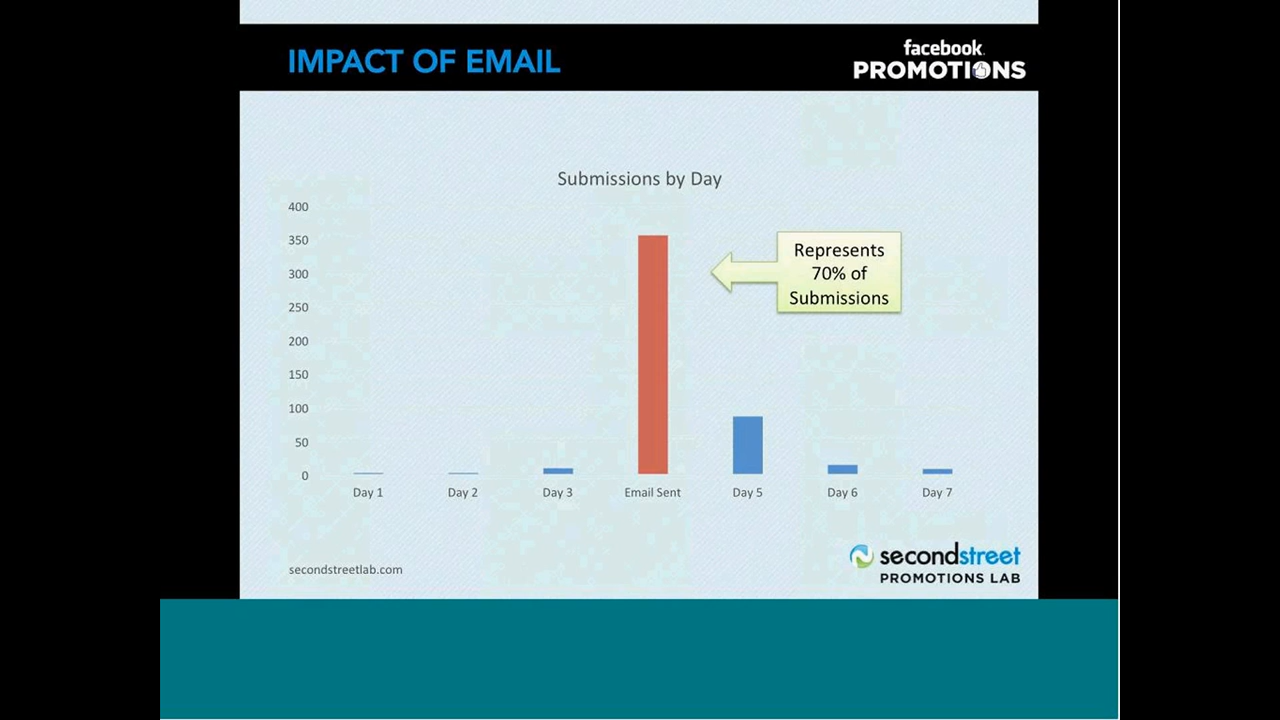 IMPACT OF EMAIL
facebook
PROMOTIONS
Submissions by Day
400
350
300
250
200
150
100
50
0
Represents
70% of
Submissions
Day 1
Day 2
Day 3
Email Sent
Day 5
Day 6
Day 7
secondstreetlab.com
secondstreet
PROMOTIONS LAB